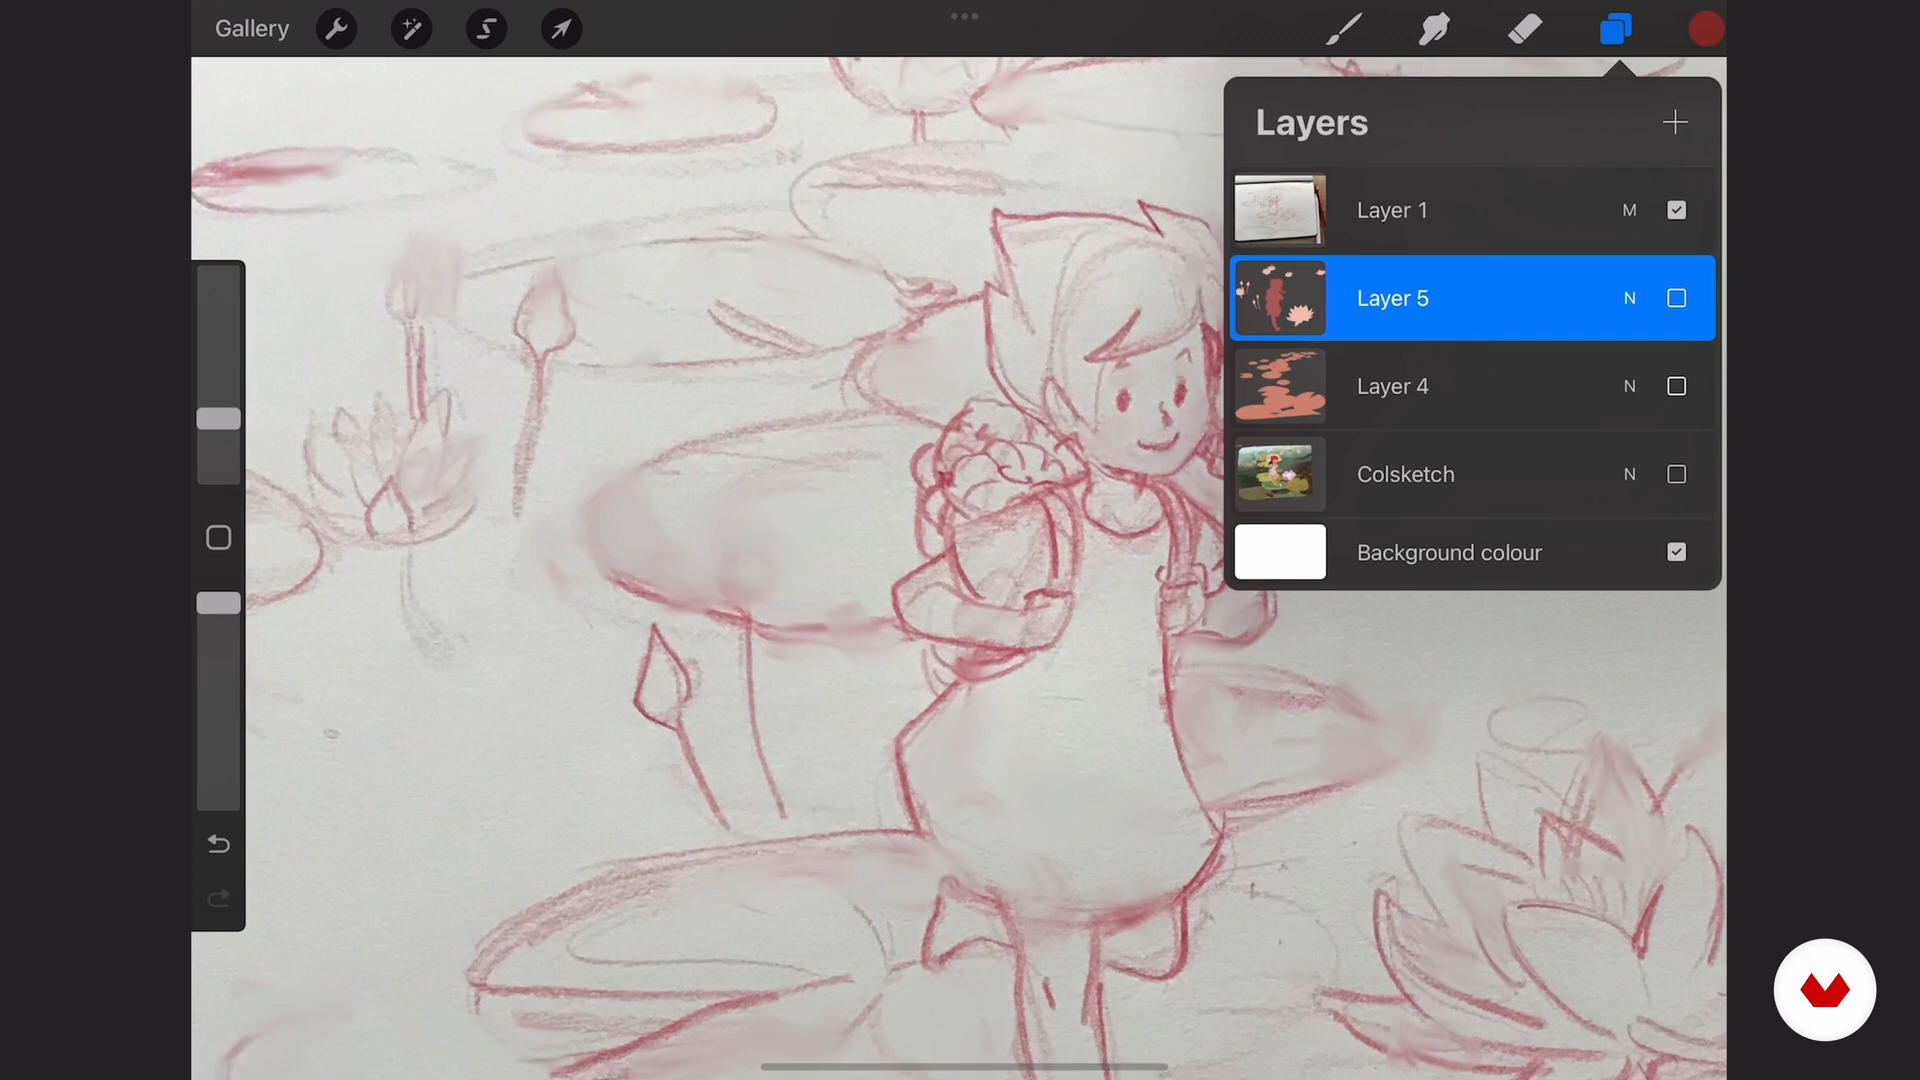 Gallery
Layers
Layer 1 M
Layer 5 N
Layer 4 N
Colsketch N
Background colour